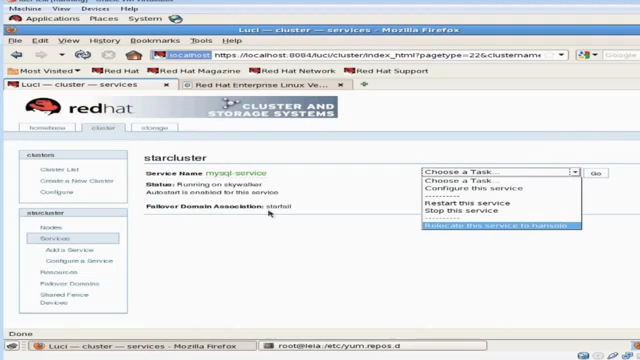 Machine View Devices Help
Applications Places System
Luci — cluster — services - Mozilla Firefox
File Edit View History Bookmarks Tools Help
localhost https://localhost:8084/luci/cluster/index_html?pagetype=22&clustername
Most Visited Red Hat Red Hat Magazine Red Hat Network Red Hat Support
Luci — cluster — services Red Hat Enterprise Linux Ve...
redhat CLUSTER AND STORAGE SYSTEMS
homebase cluster storage
clusters
Cluster List
Create a New Cluster
Configure
starcluster
Nodes
Services
Add a Service
Configure a Service
Resources
Failover Domains
Shared Fence
Devices
starcluster
Service Name mysql-service
Status: Running on skywalker
Autostart is enabled for this service
Failover Domain Association: starfail
Choose a Task... Go
Choose a Task...
Configure this service
----------
Restart this service
Stop this service
----------
Relocate this service to hansolo
Done
Luci — cluster — services - Mozilla Firefox root@leia:/etc/yum.repos.d